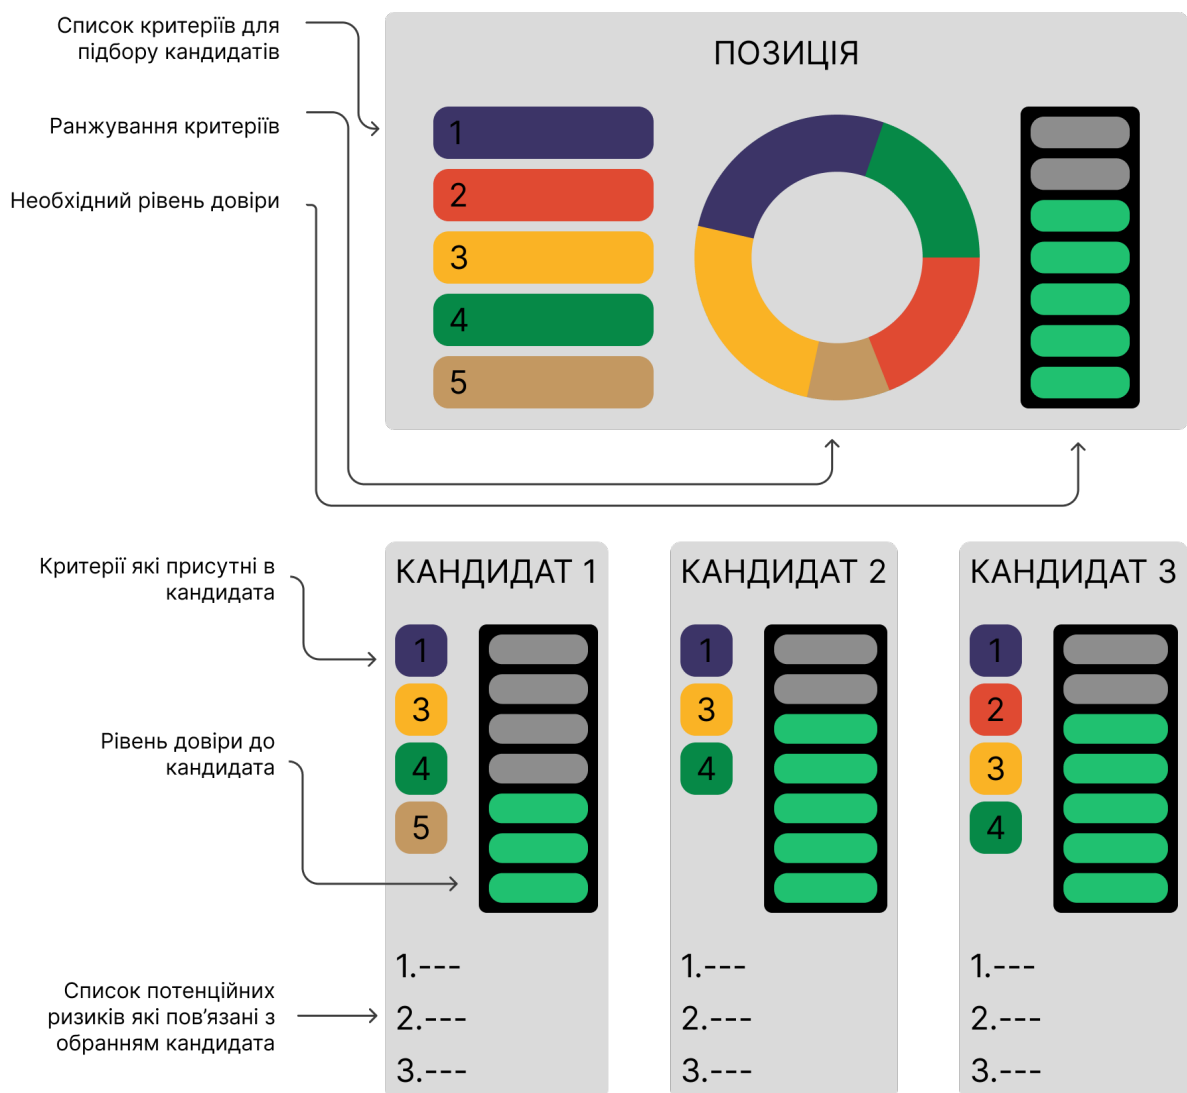 Список критеріїв для
підбору кандидатів
Ранжування критеріїв
Необхідний рівень довіри
ПОЗИЦІЯ
1
2
3
4
5
Критерії які присутні в
кандидата
Рівень довіри до
кандидата
Список потенційних
ризиків які пов’язані з
обранням кандидата
КАНДИДАТ 1
1
3
4
5
1.---
2.---
3.---
КАНДИДАТ 2
1
3
4
1.---
2.---
3.---
КАНДИДАТ 3
1
2
3
4
1.---
2.---
3.---